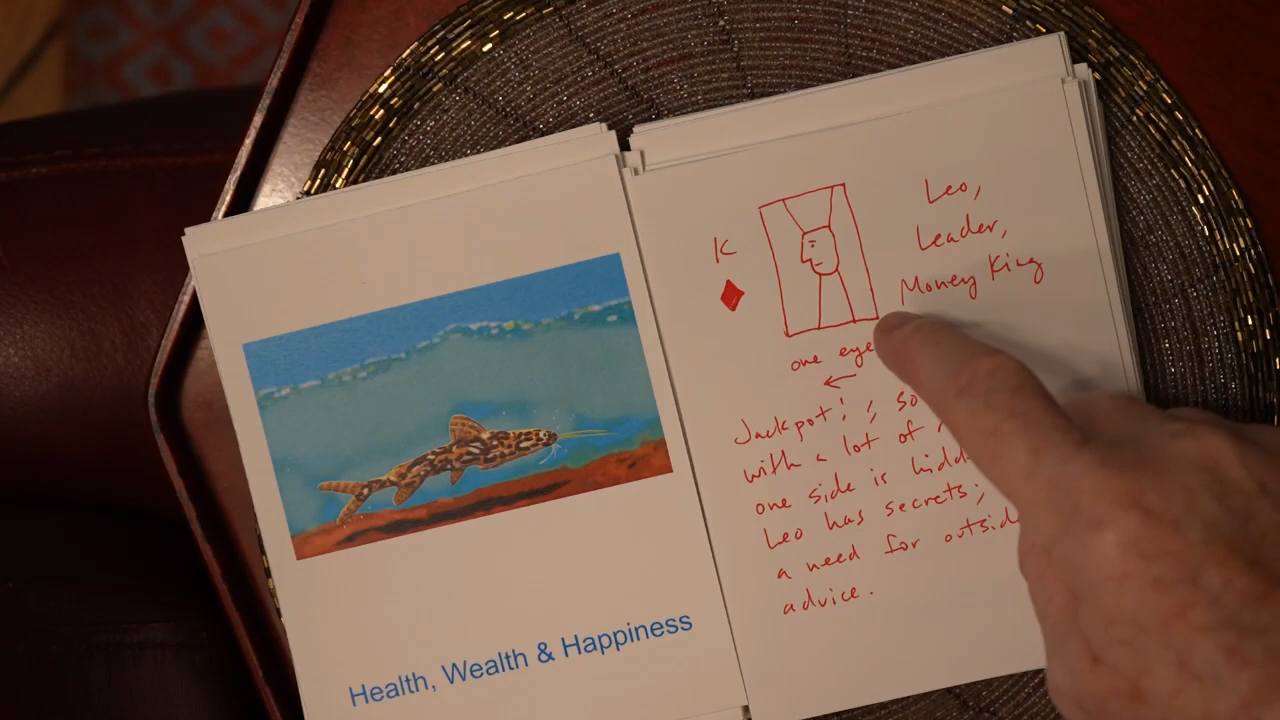 Health, Wealth & Happiness
K
Leo,
Leader,
Money King
one eye
Jackpot!; so
with a lot of
one side is
Leo has secrets;
a need for
advice.